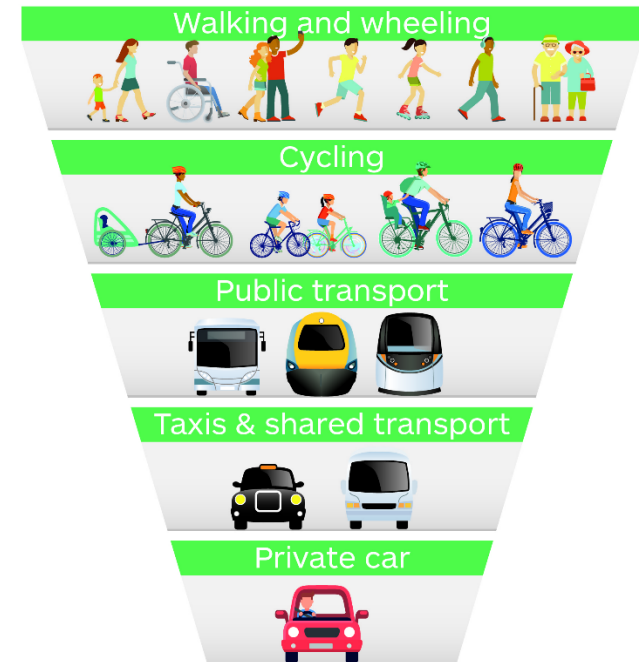 Walking and wheeling
Cycling
Public transport
Taxis & shared transport
Private car